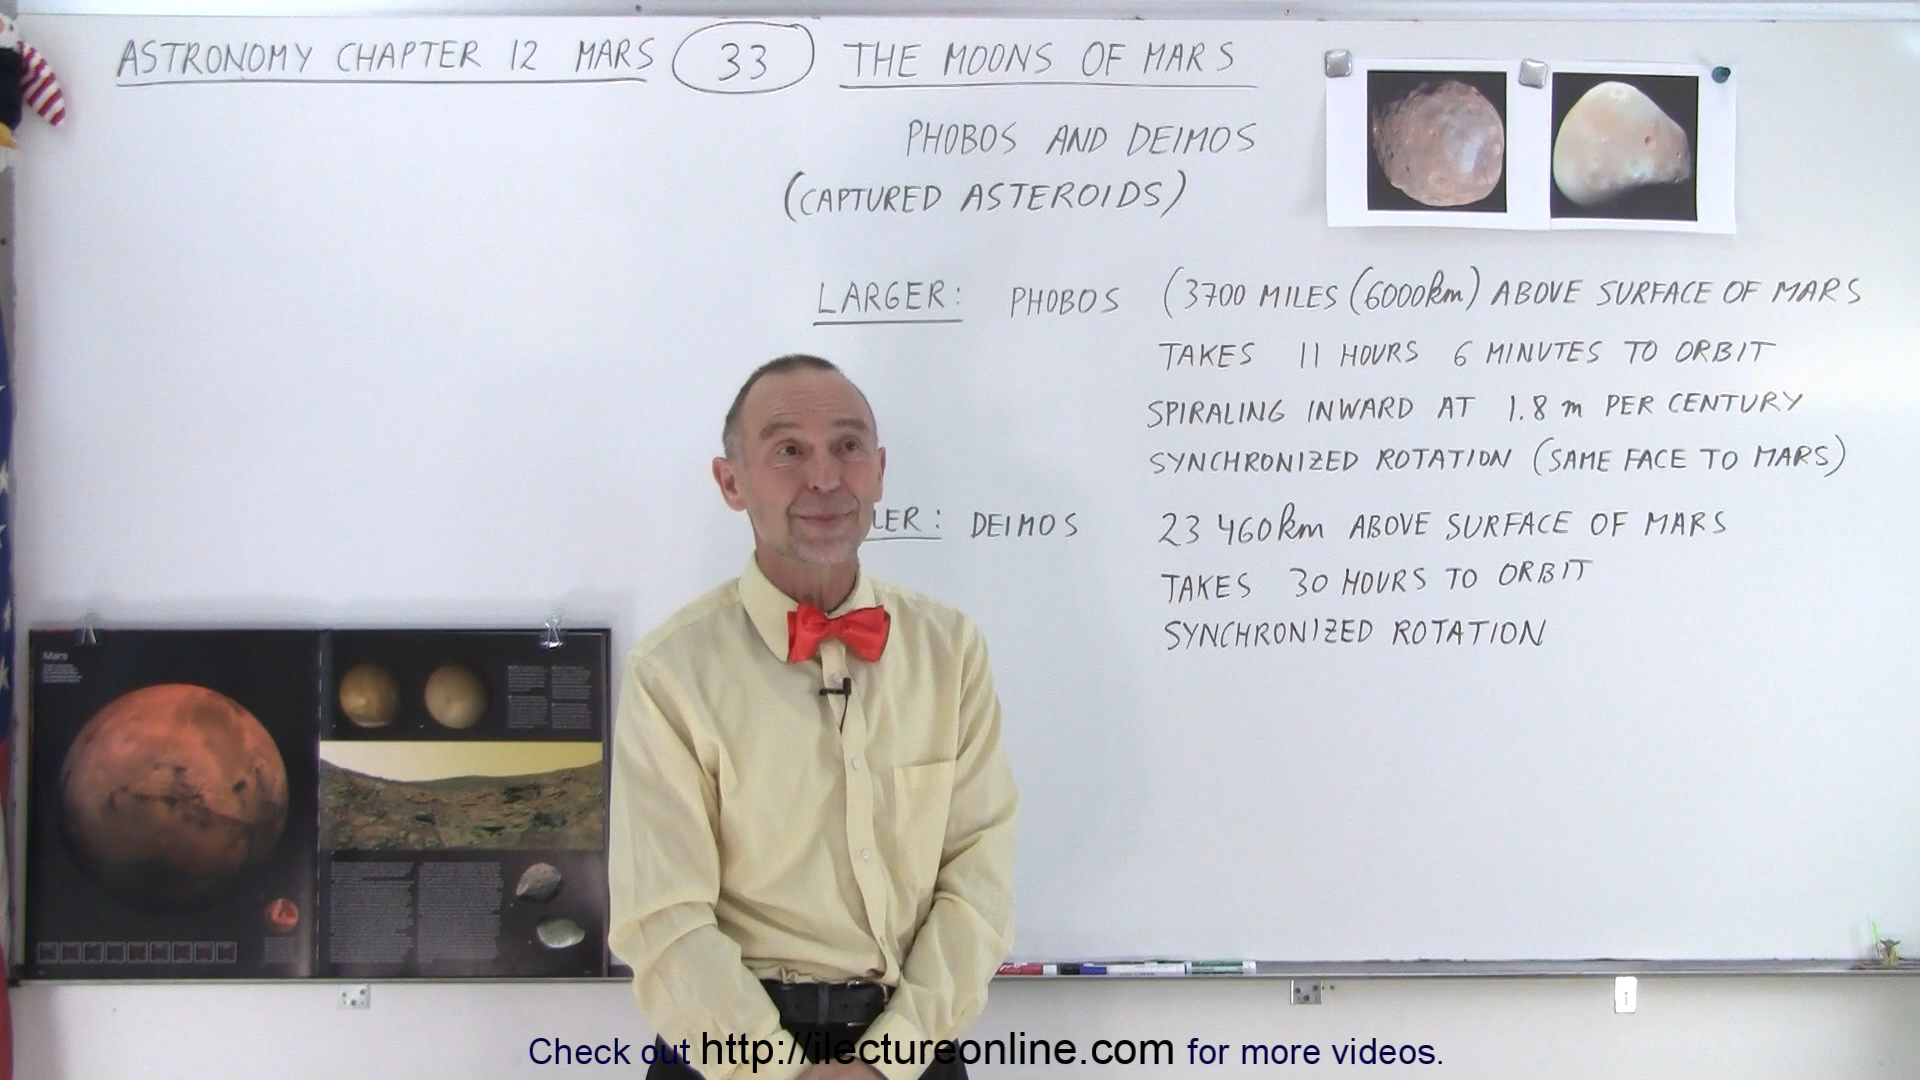 ASTRONOMY CHAPTER 12 MARS 33 THE MOONS OF MARS
PHOBOS AND DEIMOS
(CAPTURED ASTEROIDS)
LARGER: PHOBOS (3700 MILES (6000km) ABOVE SURFACE OF MARS
TAKES 11 HOURS 6 MINUTES TO ORBIT
SPIRALING INWARD AT 1.8 m PER CENTURY
SYNCHRONIZED ROTATION (SAME FACE TO MARS)
LER: DEIMOS 23 460km ABOVE SURFACE OF MARS
TAKES 30 HOURS TO ORBIT
SYNCHRONIZED ROTATION
Mars
Check out http://ilectureonline.com for more videos.